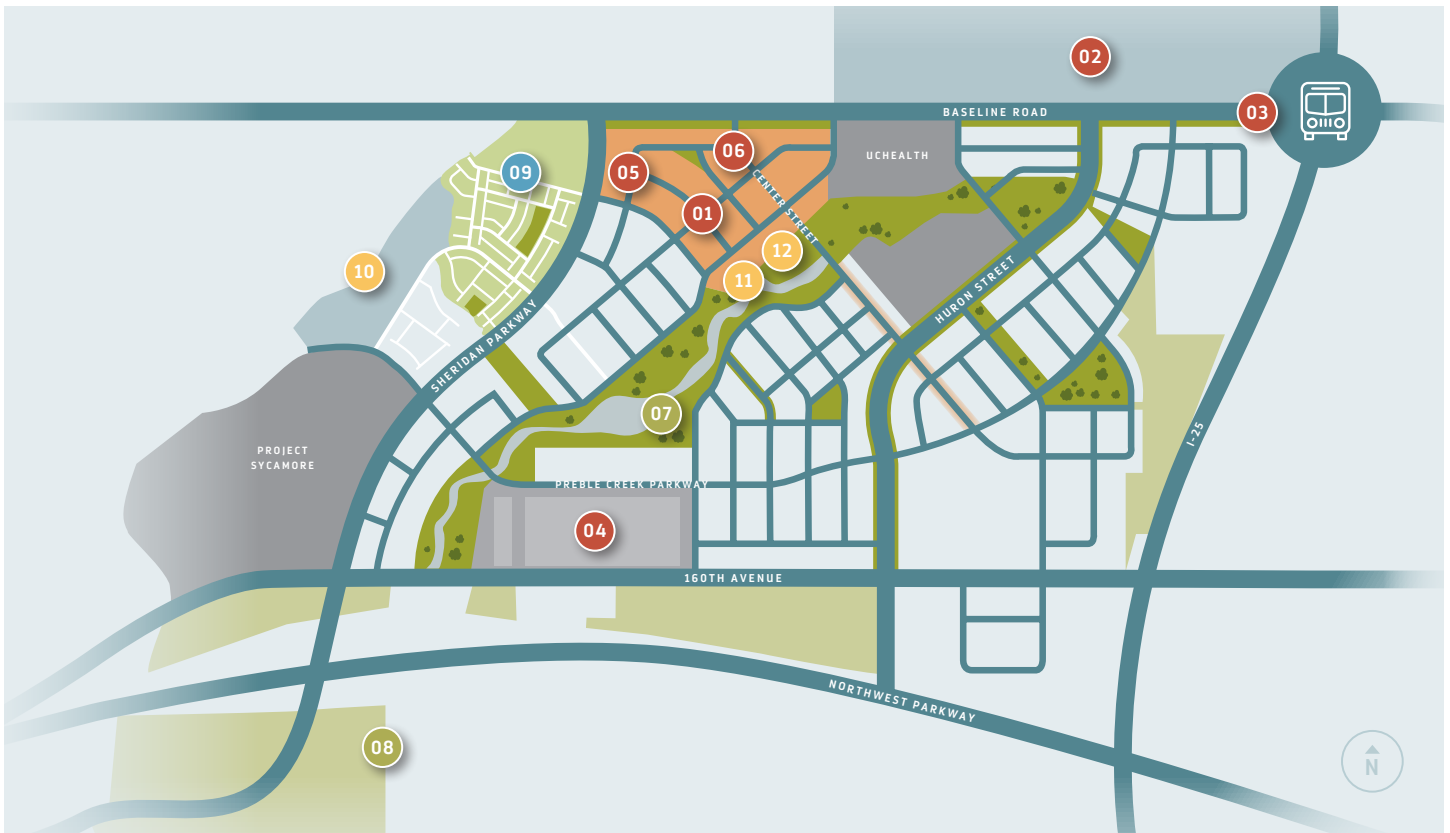 02
BASELINE ROAD
03
06
UCHEALTH
05
09
CENTER STREET
01
12
10
11
HURON STREET
SHERIDAN PARKWAY
07
I-25
PROJECT
SYCAMORE
PREBLE CREEK PARKWAY
04
160TH AVENUE
NORTHWEST PARKWAY
08
N